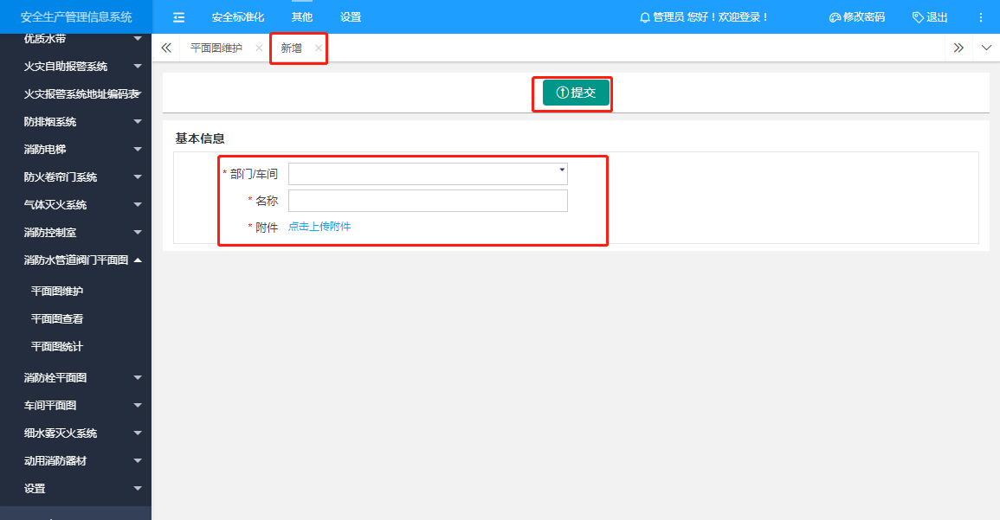 安全生产管理信息系统
安全标准化 其他 设置
管理员 您好！欢迎登录！ 修改密码 退出
优质水带
火灾自助报警系统
火灾报警系统地址编码表
防排烟系统
消防电梯
防火卷帘门系统
气体灭火系统
消防控制室
消防水管道阀门平面图
平面图维护
平面图查看
平面图统计
消防栓平面图
车间平面图
细水雾灭火系统
动用消防器材
设置
平面图维护 新增
提交
基本信息
* 部门/车间
* 名称
* 附件 点击上传附件